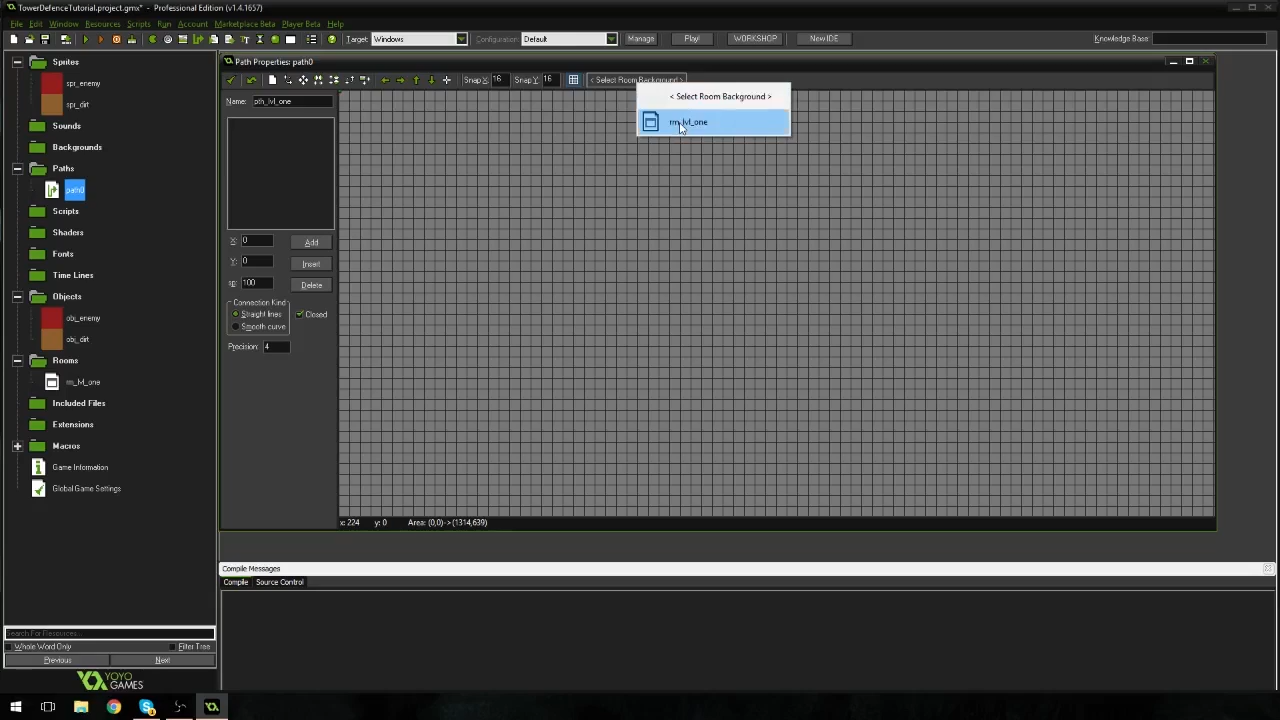 TowerDefenceTutorial.project.gmx* - Professional Edition (v1.4.1657)
File Edit Window Resources Scripts Run Account Marketplace Beta Player Beta Help
Target: Windows Configuration: Default Manage Play! WORKSHOP New IDE Knowledge Base:
Sprites
spr_enemy
spr_dirt
Sounds
Backgrounds
Paths
path0
Scripts
Shaders
Fonts
Time Lines
Objects
obj_enemy
obj_dirt
Rooms
rm_lvl_one
Included Files
Extensions
Macros
Game Information
Global Game Settings
Search For Resources...
Whole Word Only Filter Tree
Previous Next
YOYO
GAMES
Path Properties: path0
Snap X: 16 Snap Y: 16 < Select Room Background >
< Select Room Background >
rm_lvl_one
Name: pth_lvl_one
X: 0 Add
Y: 0 Insert
sp: 100 Delete
Connection Kind
Straight lines Closed
Smooth curve
Precision: 4
x: 224 y: 0 Area: (0,0)->(1314,639)
Compile Messages
Compile Source Control